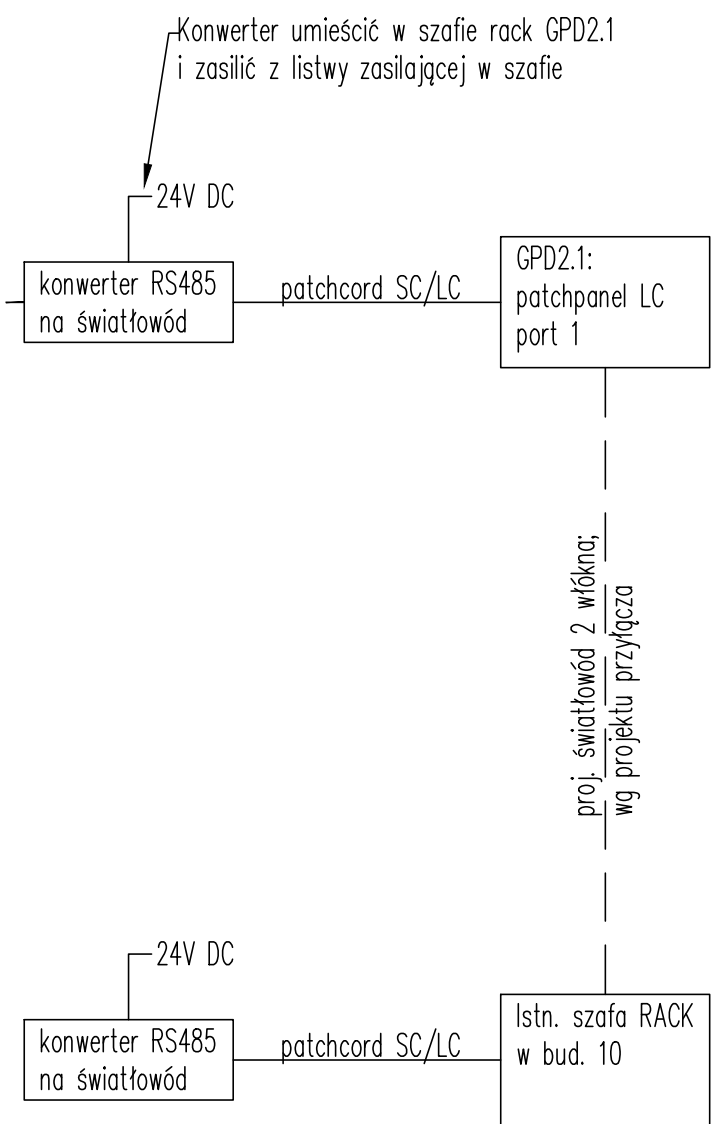 Konwerter umieścić w szafie rack GPD2.1
i zasilić z listwy zasilającej w szafie
24V DC
konwerter RS485
na światłowód
patchcord SC/LC
GPD2.1:
patchpanel LC
port 1
proj. światłowód 2 włókna;
wg projektu przyłącza
24V DC
konwerter RS485
na światłowód
patchcord SC/LC
Istn. szafa RACK
w bud. 10